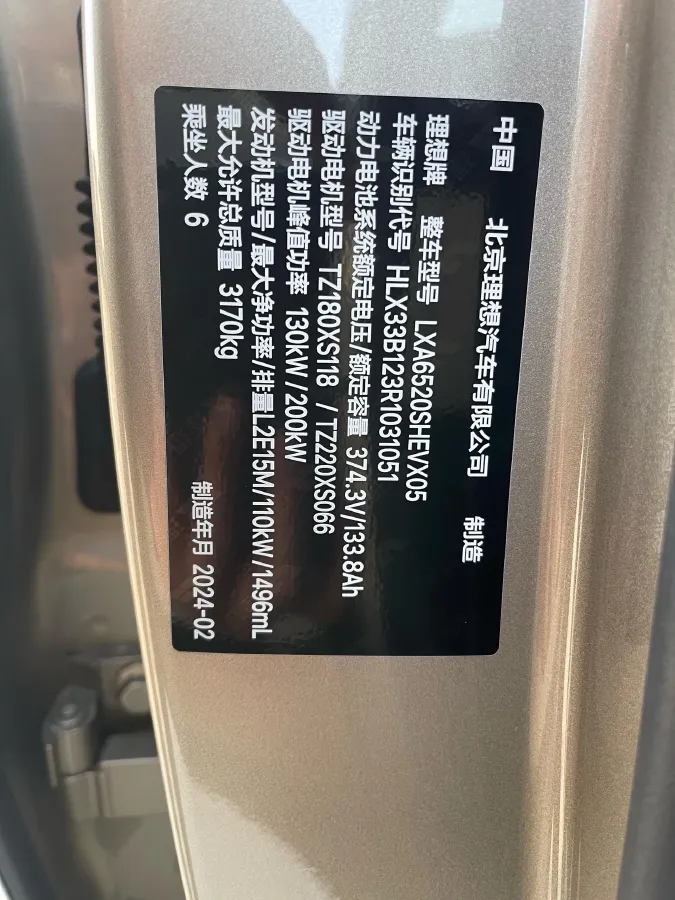 中国 北京理想汽车有限公司 制造
理想牌 整车型号 LXA6520SHEVX05
车辆识别代号 HLX33B123R1031051
动力电池系统额定电压/额定容量 374.3V/133.8Ah
驱动电机型号 TZ180XS118 / TZ220XS066
驱动电机峰值功率 130kW/200kW
发动机型号/最大净功率/排量L2E15M/110kW/1496mL
最大允许总质量 3170kg
乘坐人数 6 制造年月 2024-02